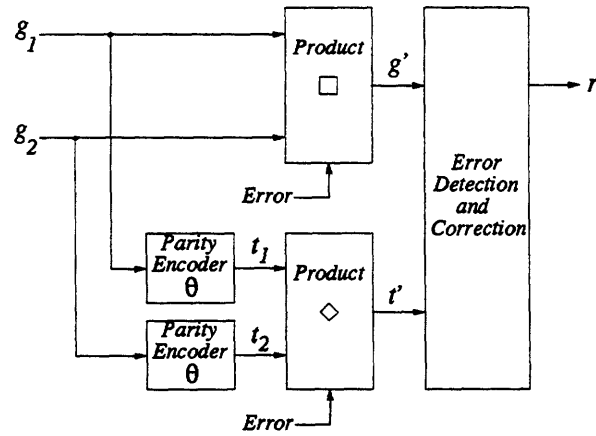 g1
g2
Product
□
g'
r
Error
Detection
and
Correction
Error
Parity
Encoder
θ
t1
Product
◇
t'
Parity
Encoder
θ
t2
Error